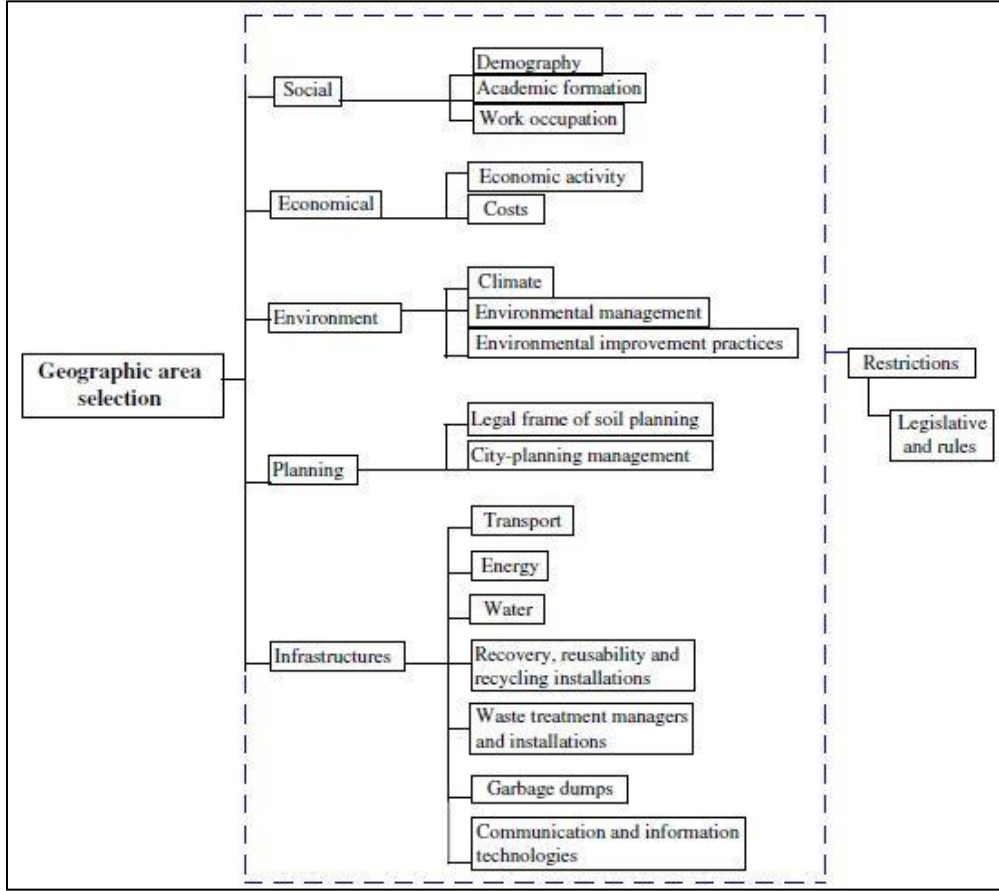 Geographic area
selection
Social
Demography
Academic formation
Work occupation
Economical
Economic activity
Costs
Environment
Climate
Environmental management
Environmental improvement practices
Planning
Legal frame of soil planning
City-planning management
Infrastructures
Transport
Energy
Water
Recovery, reusability and
recycling installations
Waste treatment managers
and installations
Garbage dumps
Communication and information
technologies
Restrictions
Legislative
and rules